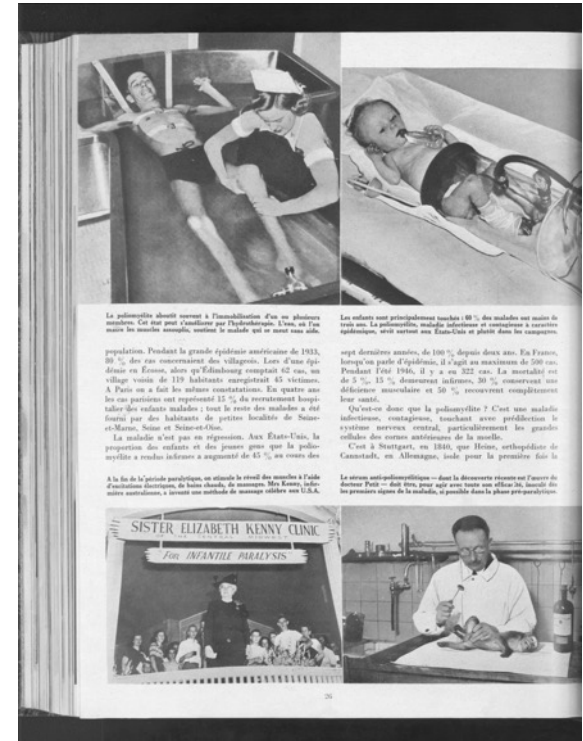 La poliomyélite aboutit souvent à l'immobilisation d'un ou plusieurs
membres. Cet état peut s'améliorer par l'hydrothérapie. L'eau, où l'on
masse les muscles assouplis, soutient le malade qui se meut sans aide.
Les enfants sont principalement touchés : 80 % des malades ont moins de
trois ans. La poliomyélite, maladie infectieuse et contagieuse à caractère
épidémique, sévit surtout aux États-Unis et plutôt dans les campagnes.
population. Pendant la grande épidémie américaine de 1933,
80 % des cas concernaient des villageois. Lors d'une épi-
démie en Écosse, alors qu'Édimbourg comptait 62 cas, un
village voisin de 119 habitants enregistrait 45 victimes.
A Paris on a fait les mêmes constatations. En quatre ans
les cas parisiens ont représenté 15 % du recrutement hospi-
talier des enfants malades ; tout le reste des malades a été
fourni par des habitants de petites localités de Seine-
et-Marne, Seine et Seine-et-Oise.
La maladie n'est pas en régression. Aux États-Unis, la
proportion des enfants et des jeunes gens que la polio-
myélite a rendus infirmes a augmenté de 45 % au cours des
sept dernières années, de 100 % depuis deux ans. En France,
lorsqu'on parle d'épidémie, il s'agit au maximum de 500 cas.
Pendant l'été 1946, il y a eu 322 cas. La mortalité est
de 5 %, 15 % demeurent infirmes, 30 % conservent une
déficience musculaire et 50 % recouvrent complètement
leur santé.
Qu'est-ce donc que la poliomyélite ? C'est une maladie
infectieuse, contagieuse, touchant avec prédilection le
système nerveux central, particulièrement les grandes
cellules des cornes antérieures de la moelle.
C'est à Stuttgart, en 1840, que Heine, orthopédiste de
Cannstadt, en Allemagne, isole pour la première fois la
A la fin de la période paralytique, on stimule le réveil des muscles à l'aide
d'excitations électriques, de bains chauds, de massages. Mrs Kenny, infir-
mière australienne, a inventé une méthode de massage célèbre aux U.S.A.
Le sérum anti-poliomyélitique — dont la découverte récente est l'œuvre du
docteur Petit — doit être, pour agir avec toute son efficacité, inoculé dès
les premiers signes de la maladie, si possible dans la phase pré-paralytique.
SISTER ELIZABETH KENNY CLINIC
OF THE CENTRAL MIDWEST
FOR INFANTILE PARALYSIS
26